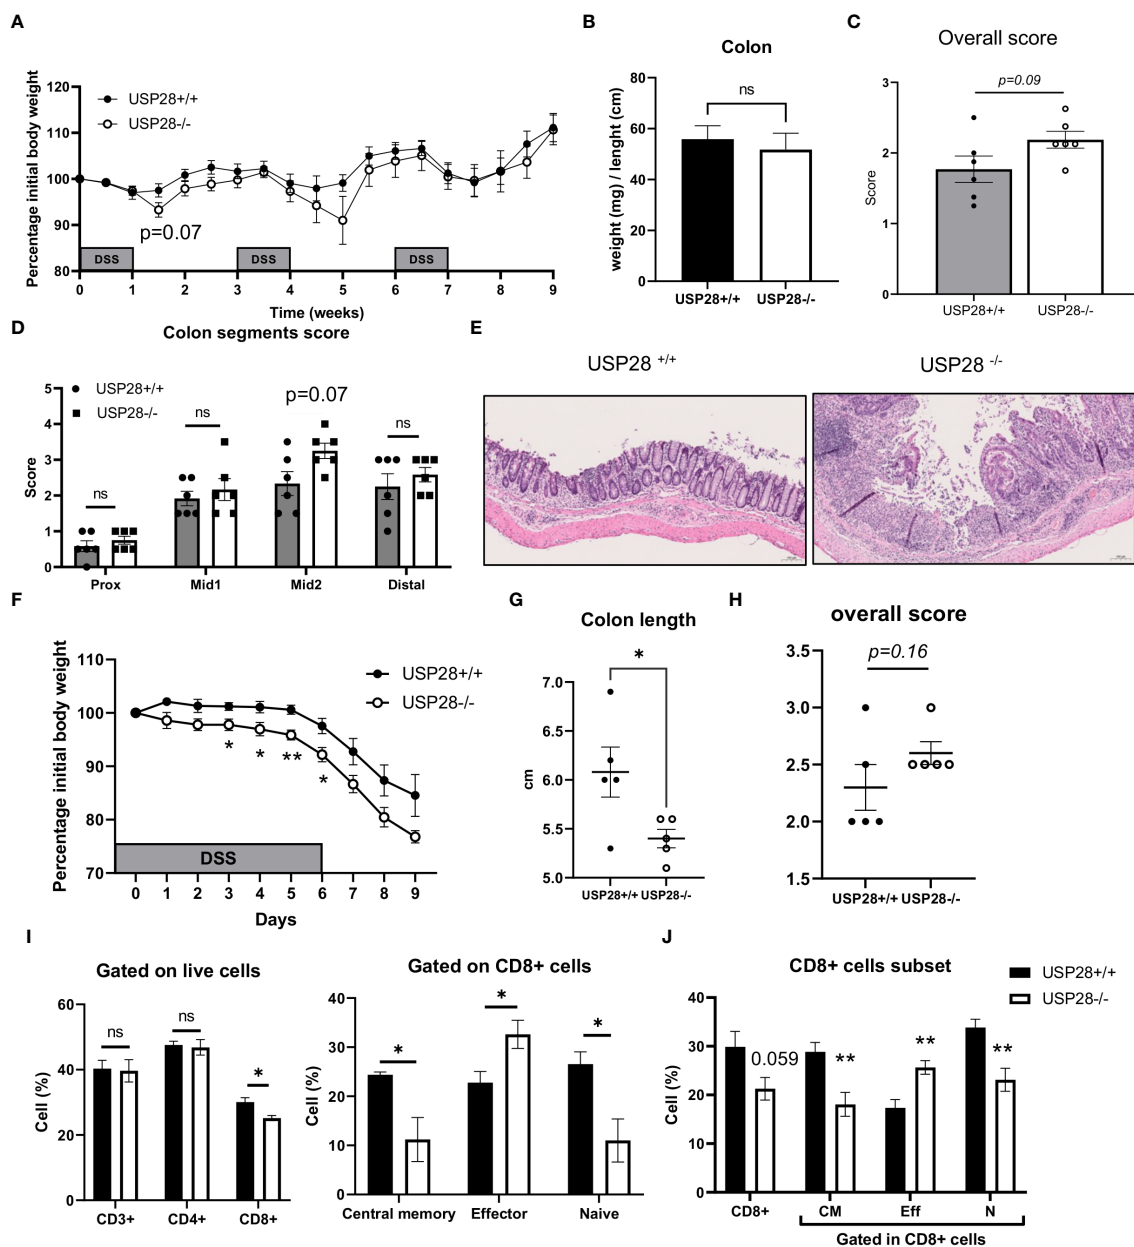 A
Percentage initial body weight
120
110
100
90
80
USP28+/+
USP28-/-
p=0.07
DSS
DSS
DSS
0 1 2 3 4 5 6 7 8 9
Time (weeks)
B
Colon
weight (mg) / lenght (cm)
80
60
40
20
0
ns
USP28+/+ USP28-/-
C
Overall score
p=0.09
Score
3
2
1
0
USP28+/+ USP28-/-
D
Colon segments score
Score
5
4
3
2
1
0
USP28+/+
USP28-/-
ns
ns
p=0.07
ns
Prox Mid1 Mid2 Distal
E
USP28 +/+
USP28 -/-
F
Percentage initial body weight
110
100
90
80
70
USP28+/+
USP28-/-
* * ** *
DSS
0 1 2 3 4 5 6 7 8 9
Days
G
Colon length
*
cm
7.0
6.5
6.0
5.5
5.0
USP28+/+ USP28-/-
H
overall score
p=0.16
3.5
3.0
2.5
2.0
1.5
USP28+/+ USP28-/-
I
Gated on live cells
Cell (%)
60
40
20
0
ns
ns
*
CD3+ CD4+ CD8+
Gated on CD8+ cells
Cell (%)
40
30
20
10
0
*
*
*
Central memory Effector Naive
J
CD8+ cells subset
USP28+/+
USP28-/-
Cell (%)
40
30
20
10
0
0.059
**
**
**
CD8+ CM Eff N
Gated in CD8+ cells